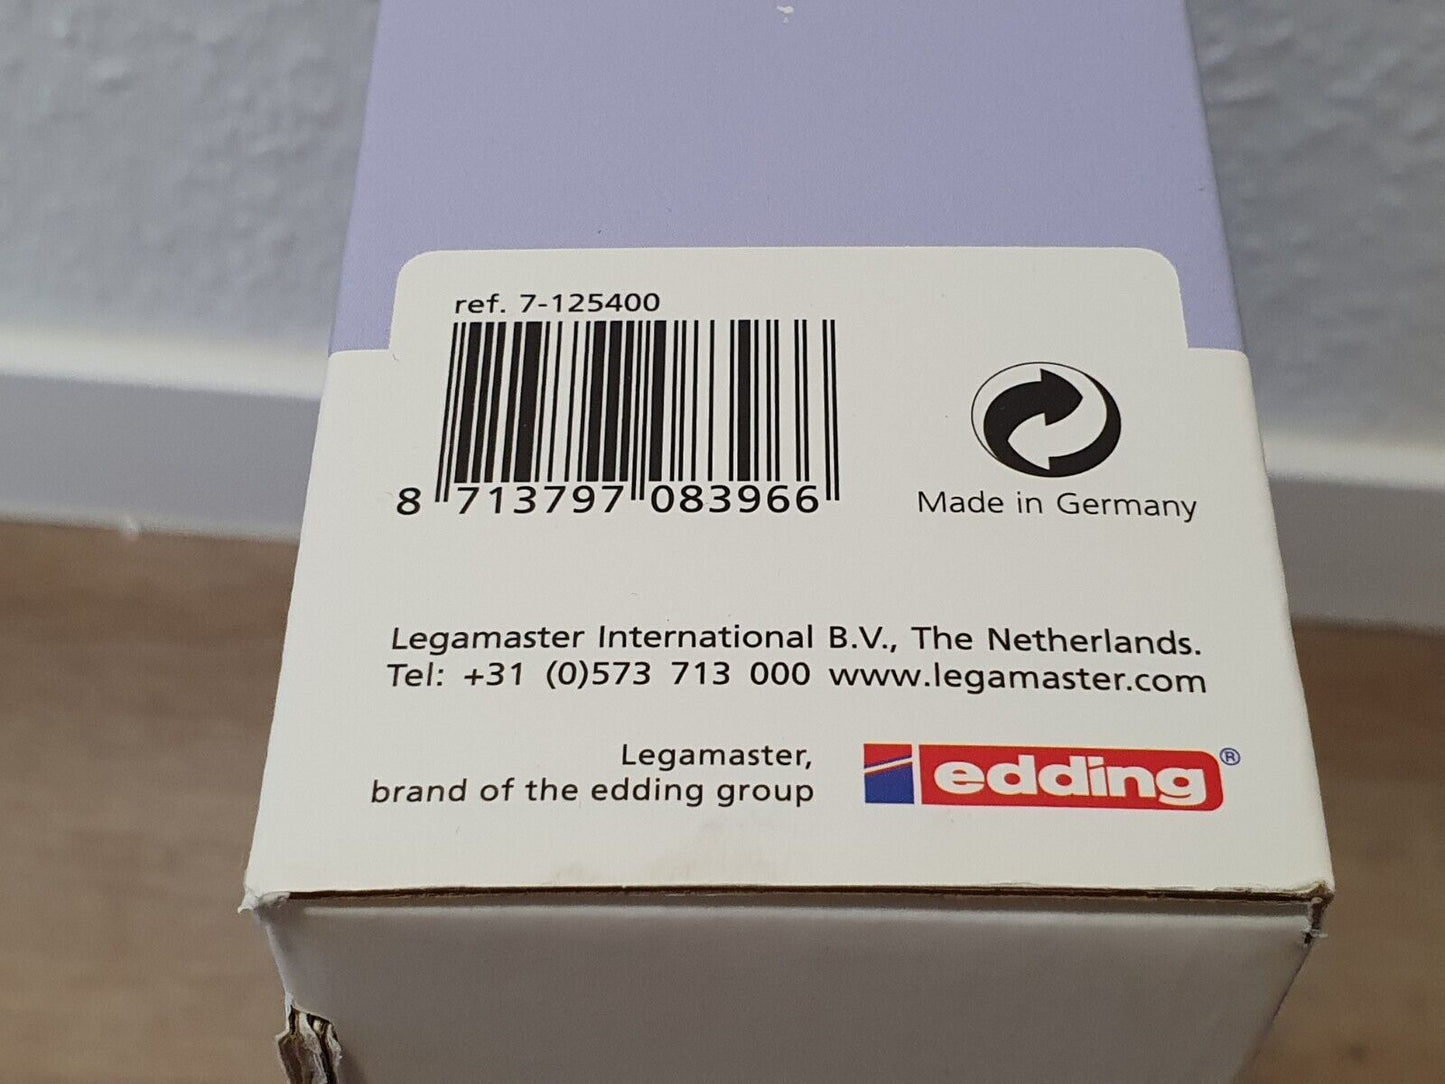 ref. 7-125400
8 713797 083966
Made in Germany
Legamaster International B.V., The Netherlands.
Tel: +31 (0)573 713 000 www.legamaster.com
Legamaster,
brand of the edding group
edding®